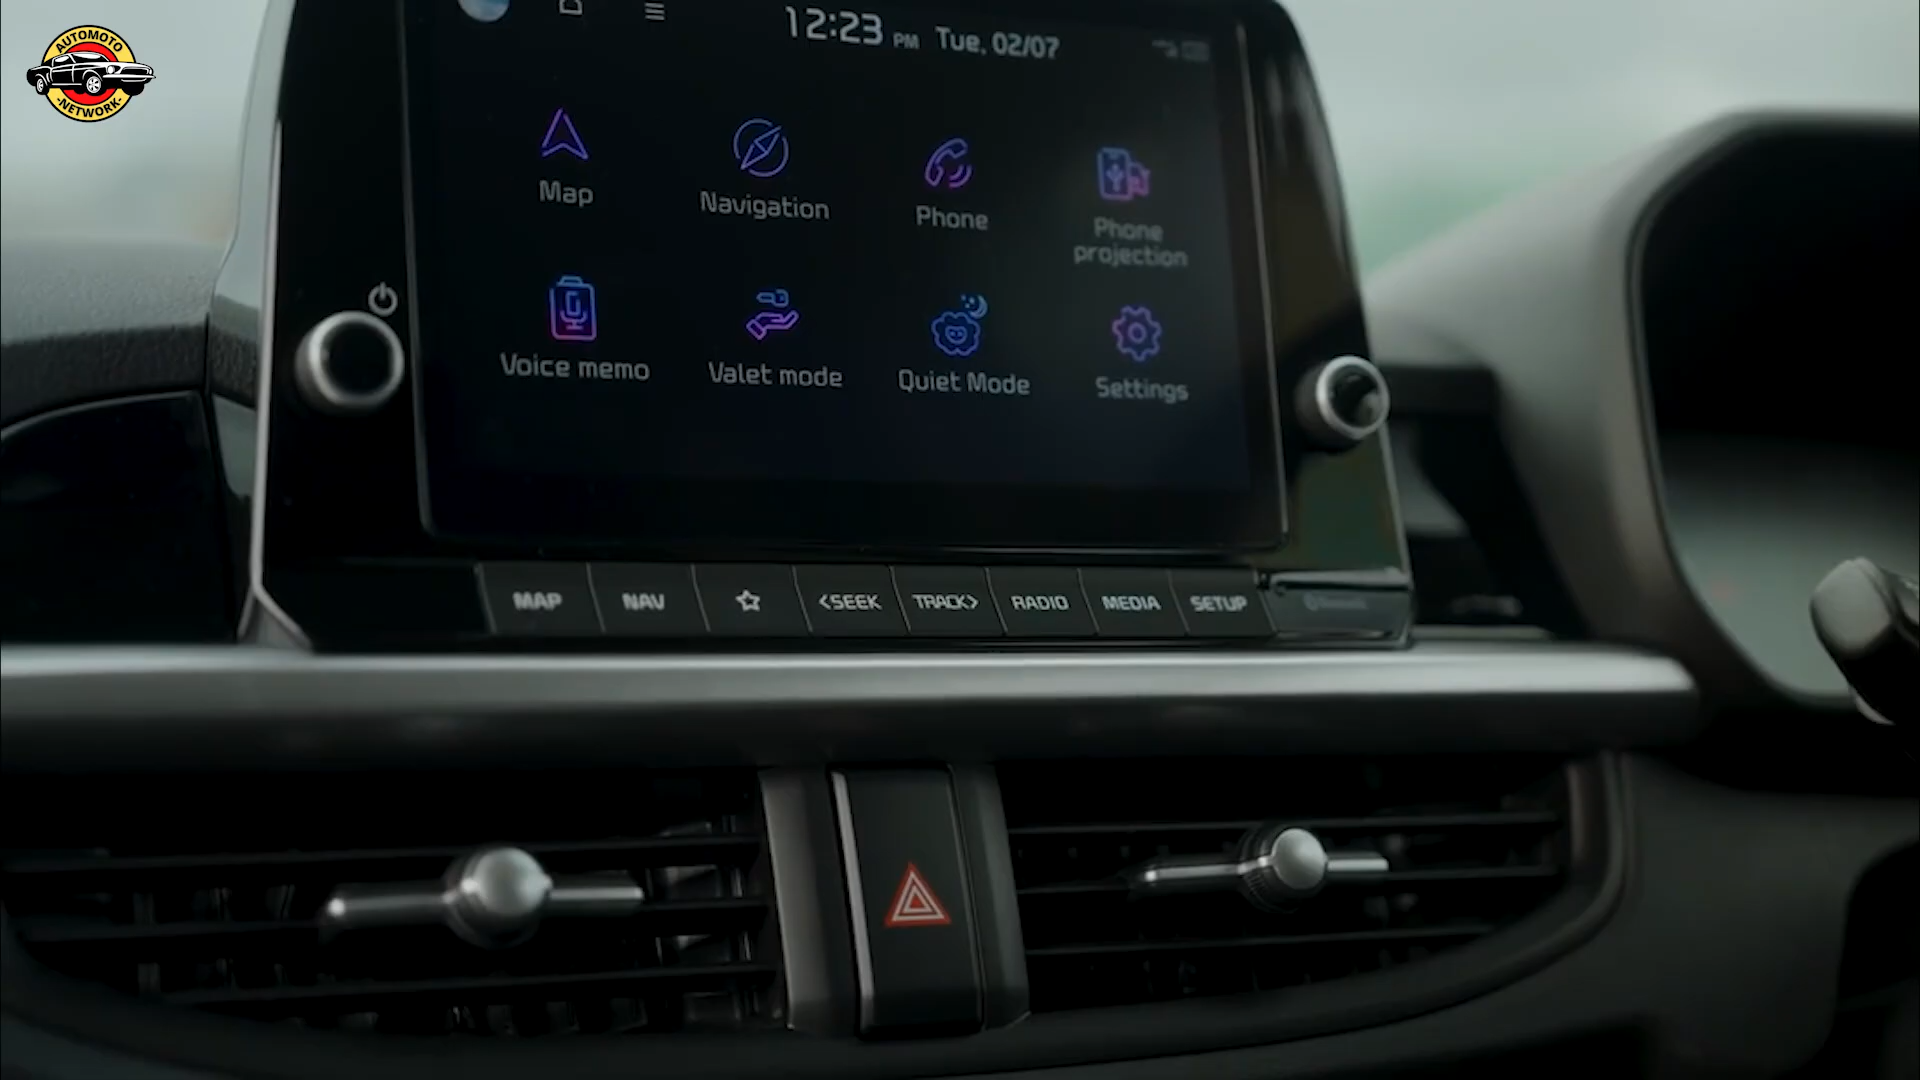 AUTOMOTO
-NETWORK-
12:23 PM Tue, 02/07
Map
Navigation
Phone
Phone
projection
Voice memo
Valet mode
Quiet Mode
Settings
MAP
NAV
<SEEK
TRACK>
RADIO
MEDIA
SETUP